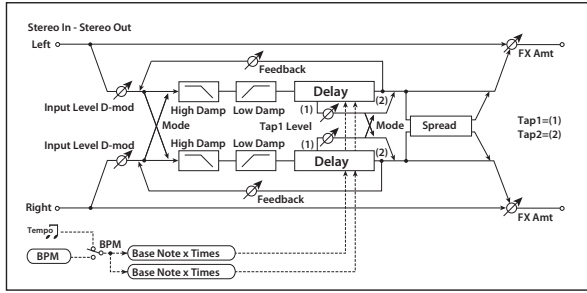 Stereo In - Stereo Out
Left
FX Amt
Feedback
Input Level D-mod
High Damp
Low Damp
Delay
(1)
(2)
Mode
Tap1 Level
Mode
Spread
Tap1=(1)
Tap2=(2)
Input Level D-mod
High Damp
Low Damp
(1)
Delay
(2)
Feedback
Right
FX Amt
Tempo
BPM
BPM
Base Note x Times
Base Note x Times